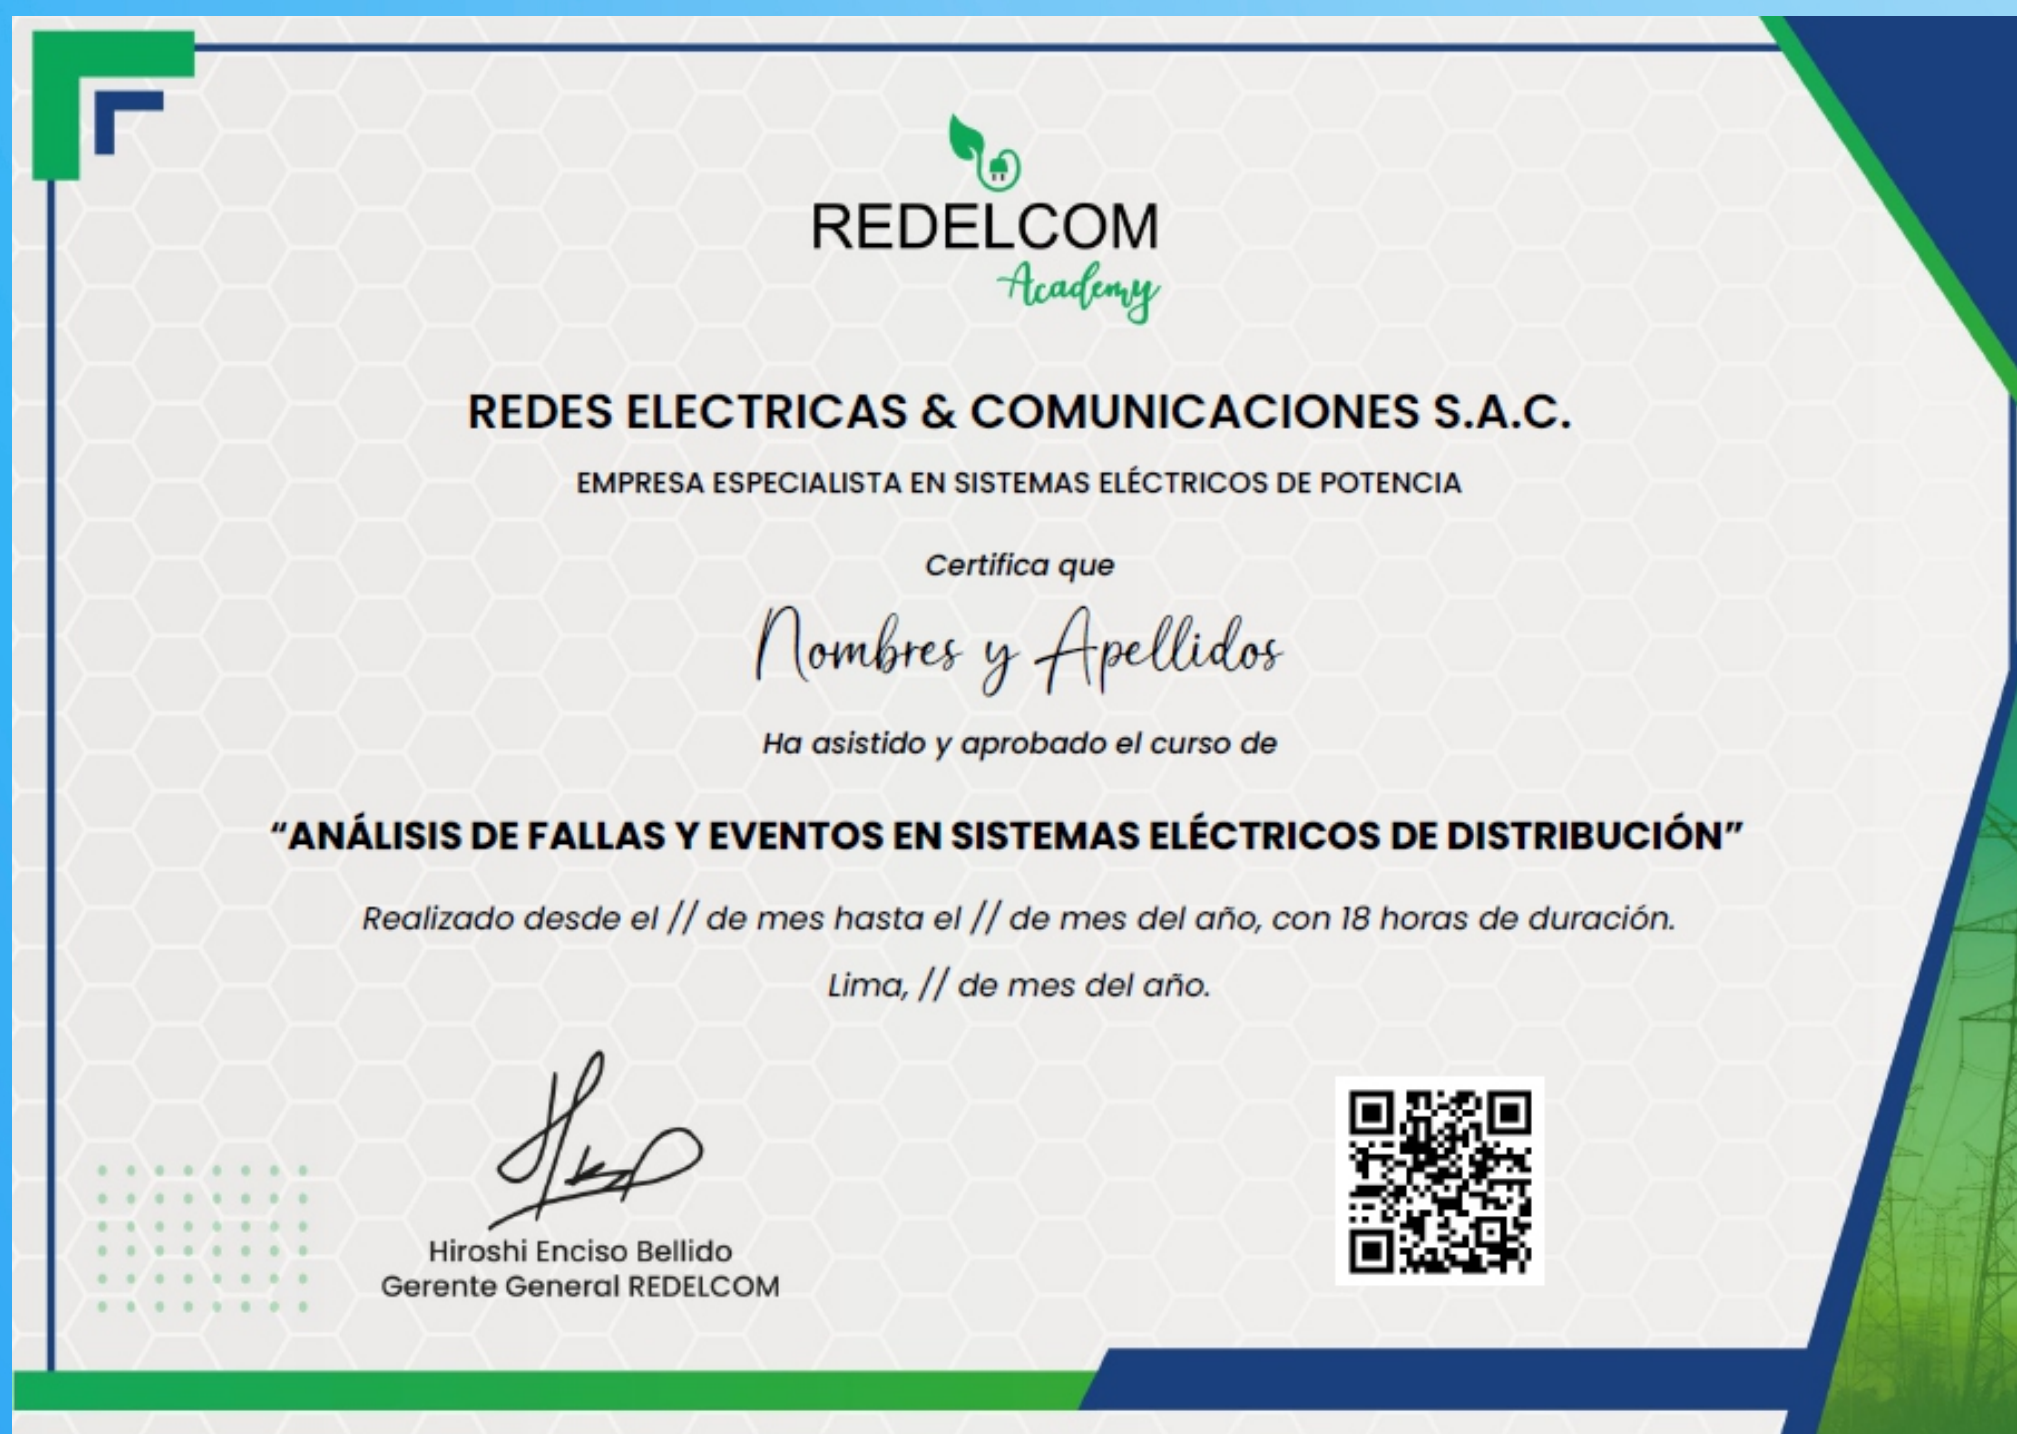 REDELCOM
Academy
REDES ELECTRICAS & COMUNICACIONES S.A.C.
EMPRESA ESPECIALISTA EN SISTEMAS ELÉCTRICOS DE POTENCIA
Certifica que
Nombres y Apellidos
Ha asistido y aprobado el curso de
“ANÁLISIS DE FALLAS Y EVENTOS EN SISTEMAS ELÉCTRICOS DE DISTRIBUCIÓN”
Realizado desde el // de mes hasta el // de mes del año, con 18 horas de duración.
Lima, // de mes del año.
Hiroshi Enciso Bellido
Gerente General REDELCOM